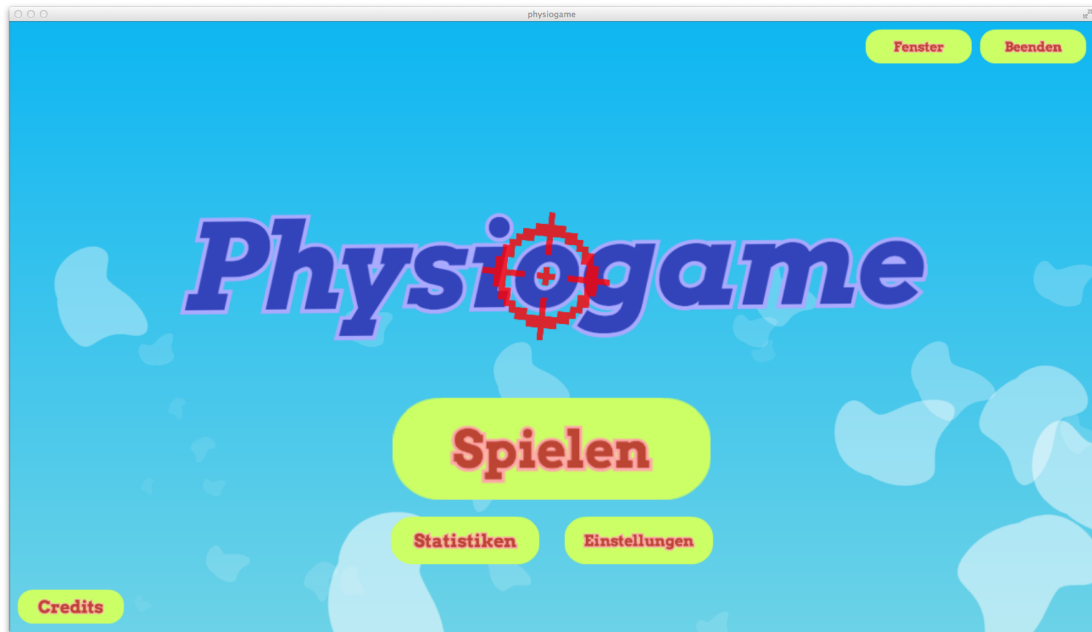 physiogame
Fenster
Beenden
Physiogame
Spielen
Statistiken
Einstellungen
Credits